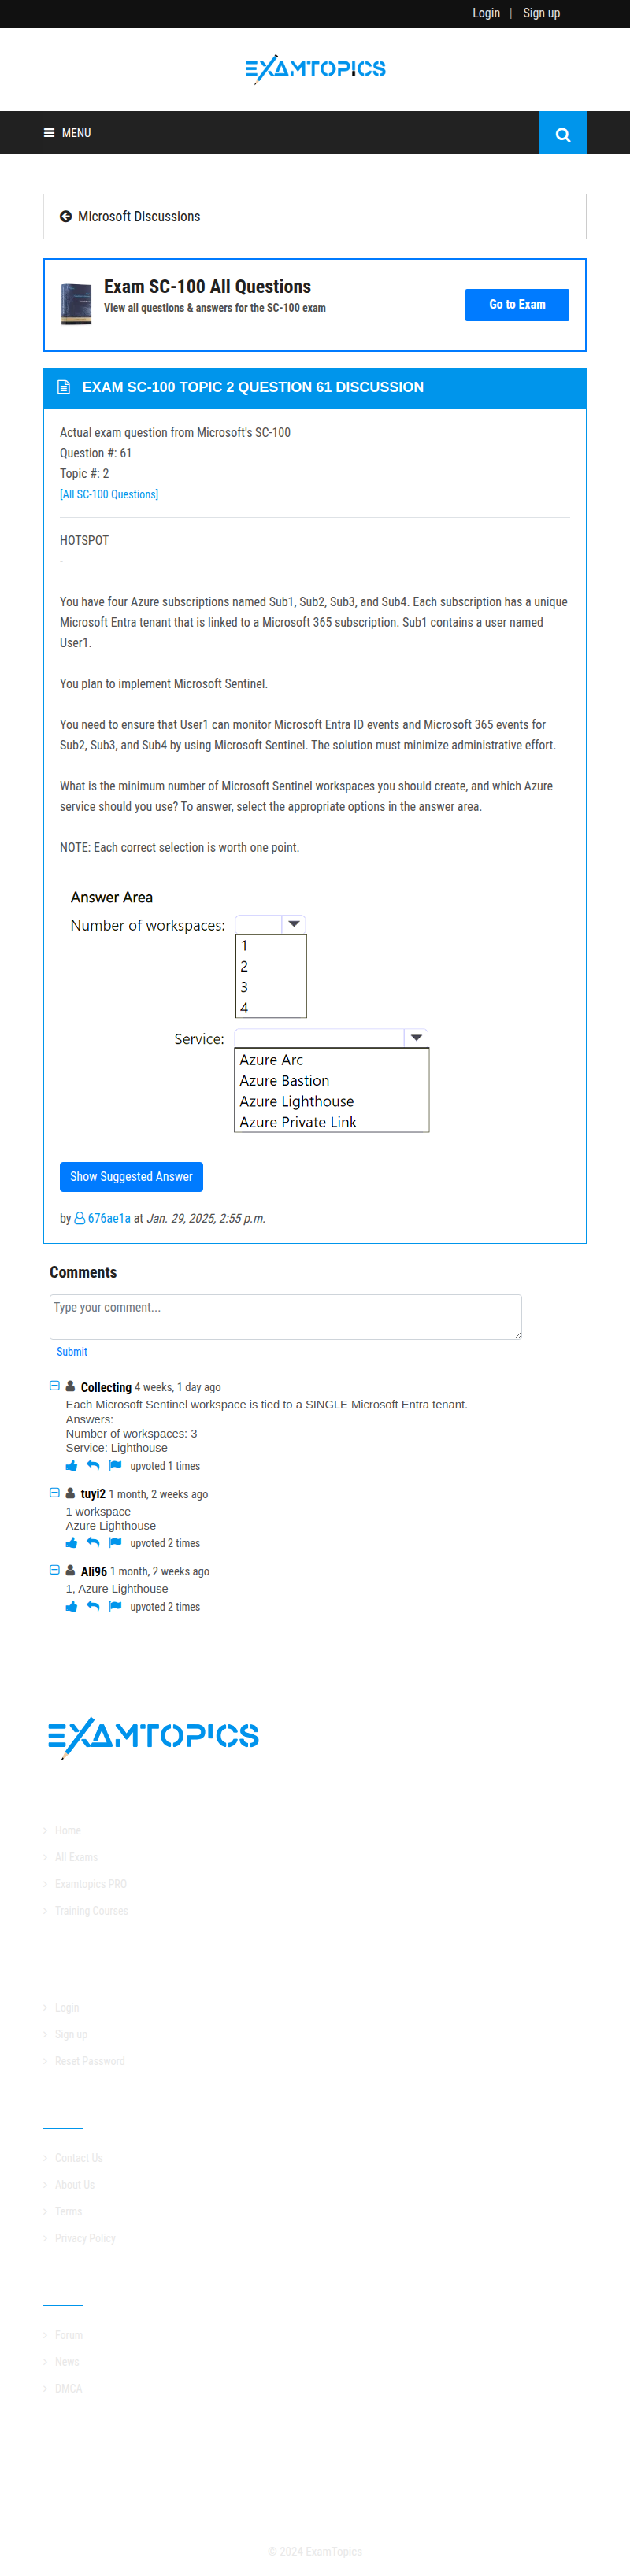 Login | Sign up
EXAMTOPICS
MENU
Microsoft Discussions
Exam SC-100 All Questions
View all questions & answers for the SC-100 exam
Go to Exam
EXAM SC-100 TOPIC 2 QUESTION 61 DISCUSSION
Actual exam question from Microsoft's SC-100
Question #: 61
Topic #: 2
[All SC-100 Questions]
HOTSPOT
-
You have four Azure subscriptions named Sub1, Sub2, Sub3, and Sub4. Each subscription has a unique
Microsoft Entra tenant that is linked to a Microsoft 365 subscription. Sub1 contains a user named
User1.
You plan to implement Microsoft Sentinel.
You need to ensure that User1 can monitor Microsoft Entra ID events and Microsoft 365 events for
Sub2, Sub3, and Sub4 by using Microsoft Sentinel. The solution must minimize administrative effort.
What is the minimum number of Microsoft Sentinel workspaces you should create, and which Azure
service should you use? To answer, select the appropriate options in the answer area.
NOTE: Each correct selection is worth one point.
Answer Area
Number of workspaces:
1
2
3
4
Service:
Azure Arc
Azure Bastion
Azure Lighthouse
Azure Private Link
Show Suggested Answer
by 676ae1a at Jan. 29, 2025, 2:55 p.m.
Comments
Type your comment...
Submit
Collecting 4 weeks, 1 day ago
Each Microsoft Sentinel workspace is tied to a SINGLE Microsoft Entra tenant.
Answers:
Number of workspaces: 3
Service: Lighthouse
upvoted 1 times
tuyi2 1 month, 2 weeks ago
1 workspace
Azure Lighthouse
upvoted 2 times
Ali96 1 month, 2 weeks ago
1, Azure Lighthouse
upvoted 2 times
EXAMTOPICS
Home
All Exams
Examtopics PRO
Training Courses
Login
Sign up
Reset Password
Contact Us
About Us
Terms
Privacy Policy
Forum
News
DMCA
© 2024 ExamTopics